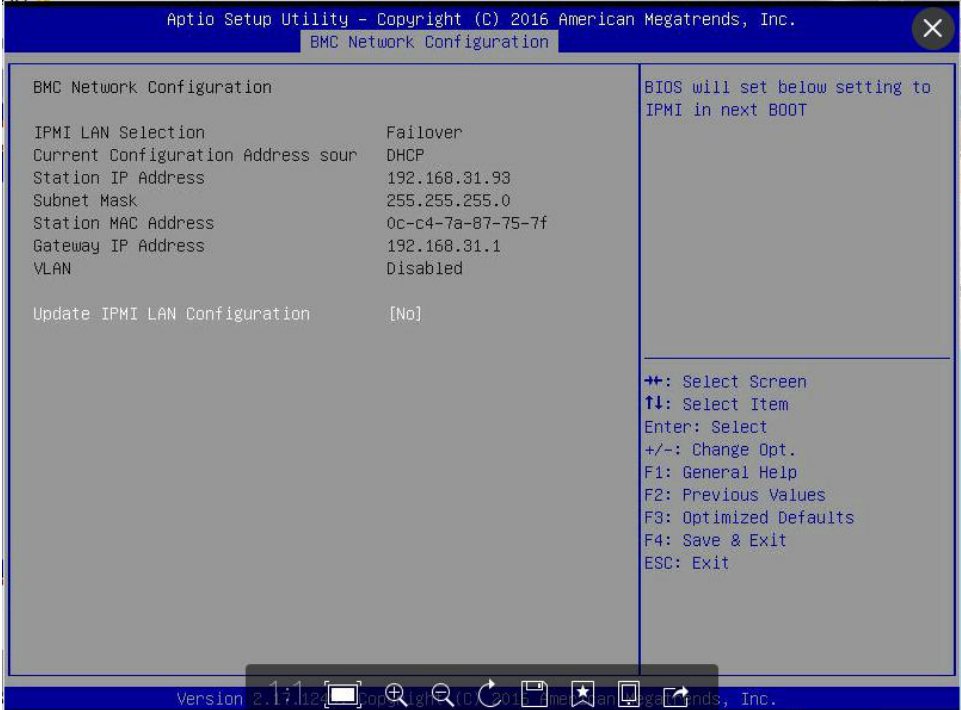 Aptio Setup Utility – Copyright (C) 2016 American Megatrends, Inc.
BMC Network Configuration
BMC Network Configuration
IPMI LAN Selection Failover
Current Configuration Address sour DHCP
Station IP Address 192.168.31.93
Subnet Mask 255.255.255.0
Station MAC Address 0c-c4-7a-87-75-7f
Gateway IP Address 192.168.31.1
VLAN Disabled
Update IPMI LAN Configuration [No]
BIOS will set below setting to
IPMI in next BOOT
→←: Select Screen
↑↓: Select Item
Enter: Select
+/-: Change Opt.
F1: General Help
F2: Previous Values
F3: Optimized Defaults
F4: Save & Exit
ESC: Exit
1:1
Version 2.17.124 Copyright (C) 2016 American Megatrends, Inc.